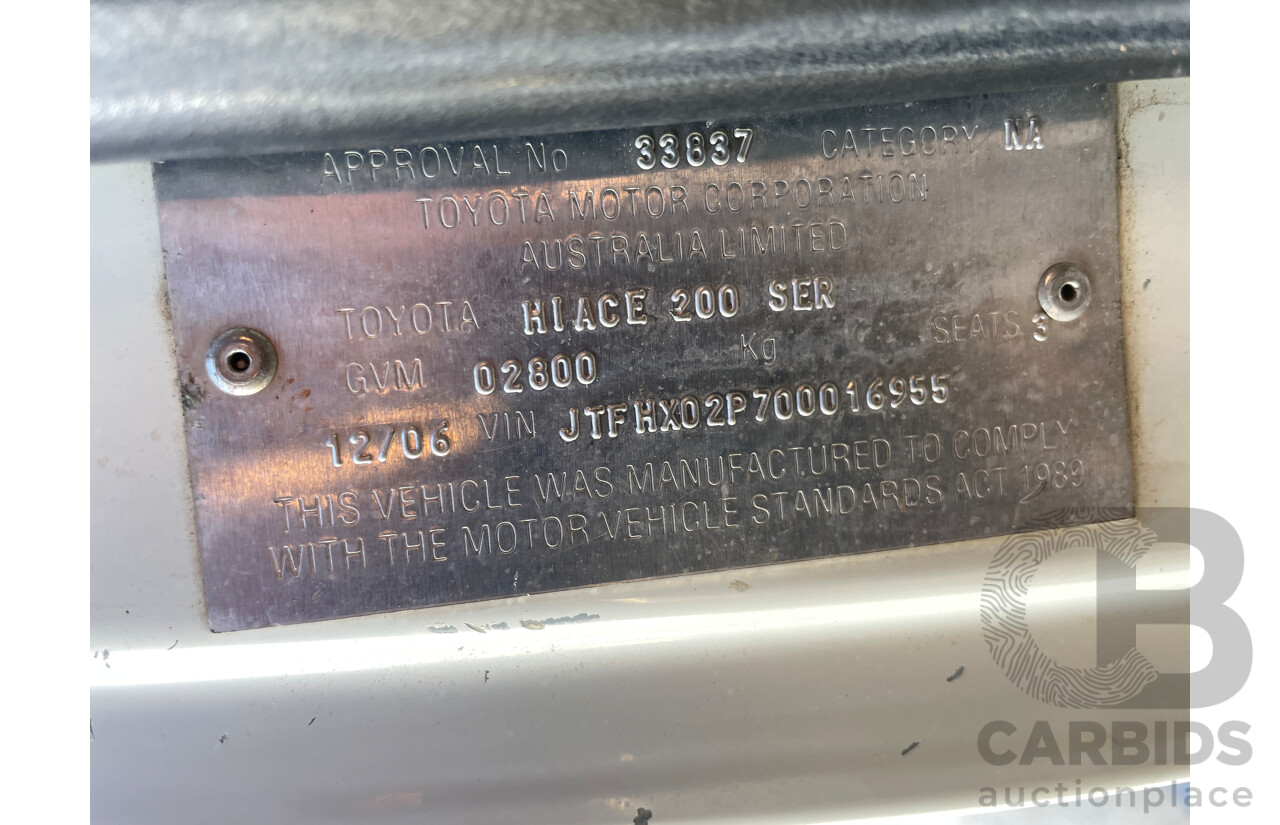 APPROVAL No 33837 CATEGORY NA
TOYOTA MOTOR CORPORATION
AUSTRALIA LIMITED
TOYOTA HIACE 200 SER
GVM 02800 Kg SEATS 3
12/06 VIN JTFHX02P700016955
THIS VEHICLE WAS MANUFACTURED TO COMPLY
WITH THE MOTOR VEHICLE STANDARDS ACT 1989
CB
CARBIDS
auctionplace